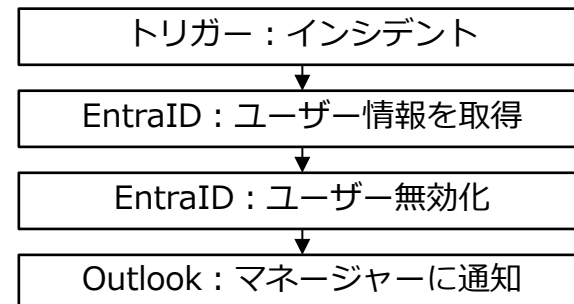 トリガー：インシデント
EntraID：ユーザー情報を取得
EntraID：ユーザー無効化
Outlook：マネージャーに通知